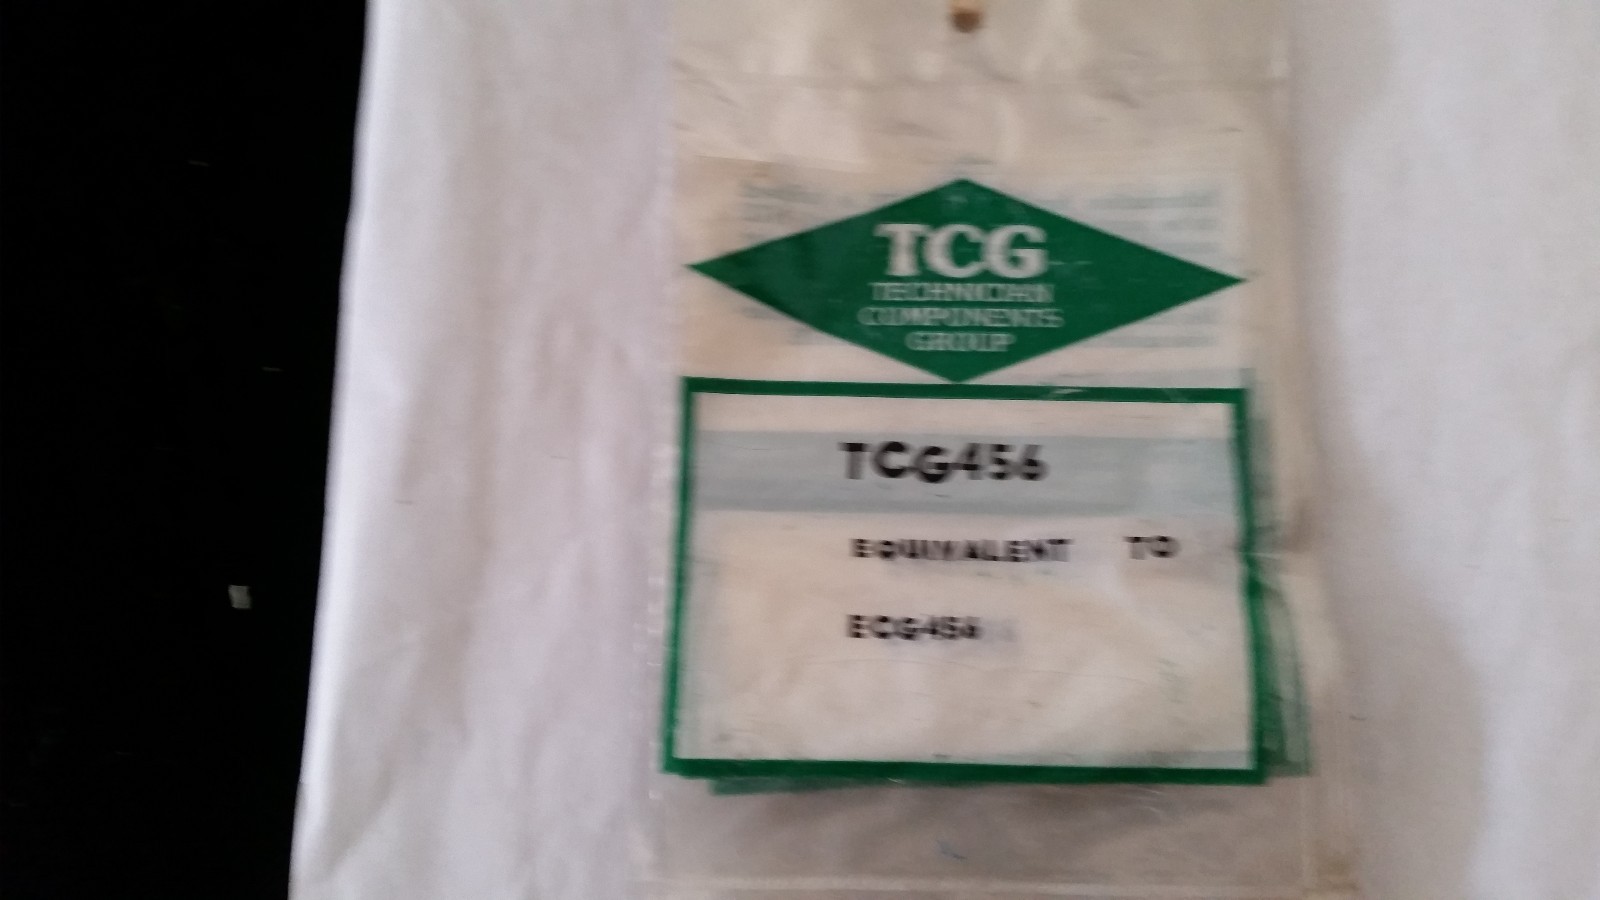 TCG
TECHNICIAN
COMPONENTS
GROUP
TCG456
EQUIVALENT TO
ECG456